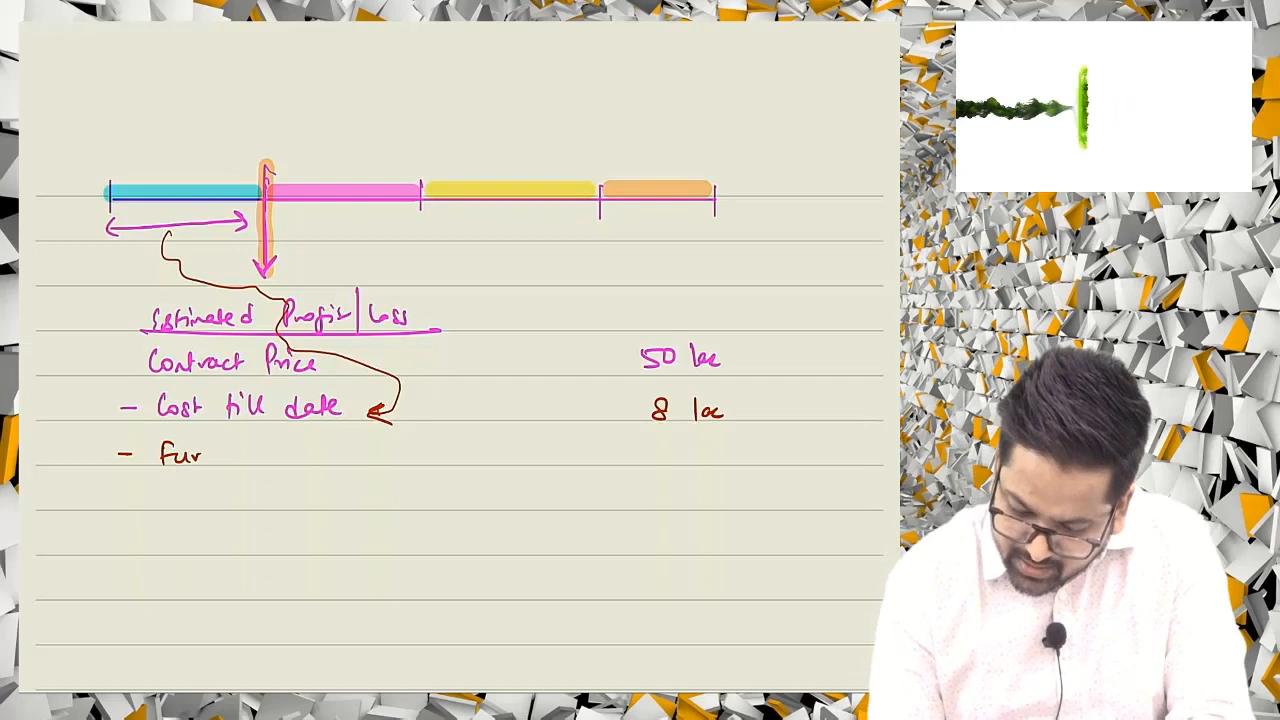 Estimated Profit | Loss
Contract Price 50 lac
- Cost till date 8 lac
- Fur